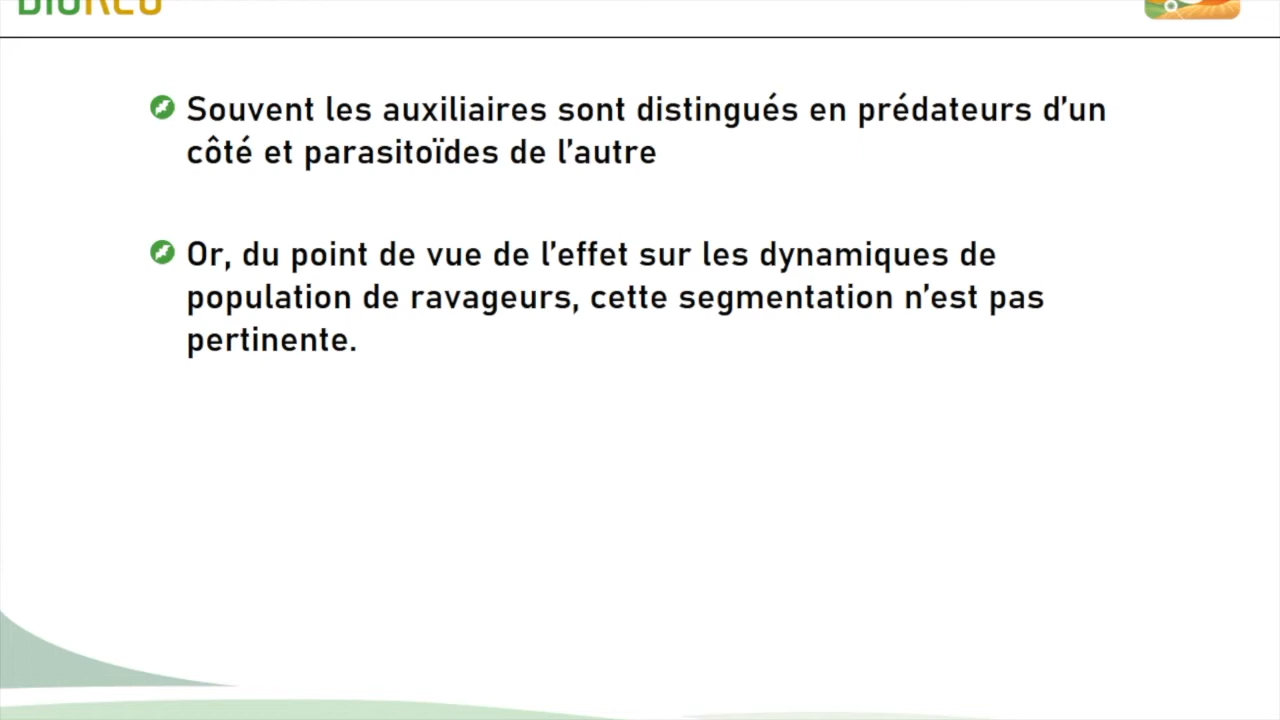 Souvent les auxiliaires sont distingués en prédateurs d’un
côté et parasitoïdes de l’autre
Or, du point de vue de l’effet sur les dynamiques de
population de ravageurs, cette segmentation n’est pas
pertinente.